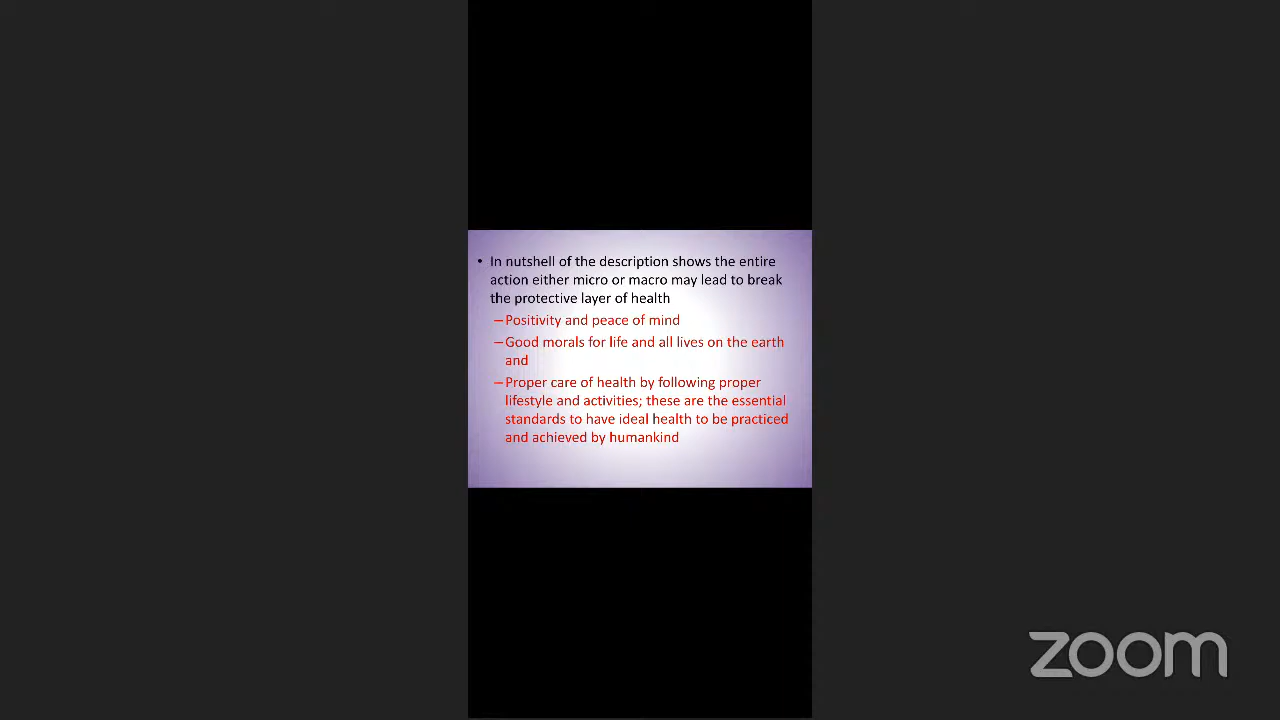 • In nutshell of the description shows the entire
action either micro or macro may lead to break
the protective layer of health
–Positivity and peace of mind
–Good morals for life and all lives on the earth
and
–Proper care of health by following proper
lifestyle and activities; these are the essential
standards to have ideal health to be practiced
and achieved by humankind
zoom